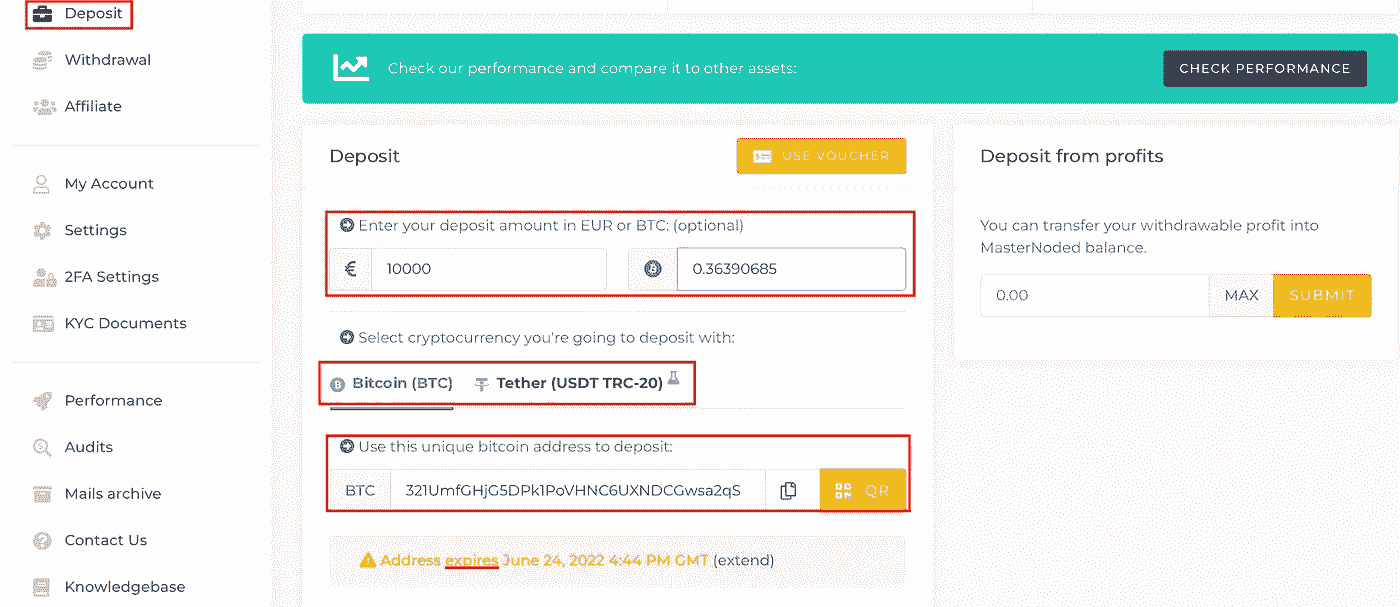 Deposit
Withdrawal
Affiliate
My Account
Settings
2FA Settings
KYC Documents
Performance
Audits
Mails archive
Contact Us
Knowledgebase
Check our performance and compare it to other assets:
CHECK PERFORMANCE
Deposit
USE VOUCHER
Enter your deposit amount in EUR or BTC: (optional)
€ 10000
0.36390685
Select cryptocurrency you're going to deposit with:
Bitcoin (BTC) Tether (USDT TRC-20)
Use this unique bitcoin address to deposit:
BTC 321UmfGHjG5DPk1PoVHNC6UXNDCGwsa2qS QR
Address expires June 24, 2022 4:44 PM GMT (extend)
Deposit from profits
You can transfer your withdrawable profit into
MasterNoded balance.
0.00 MAX SUBMIT